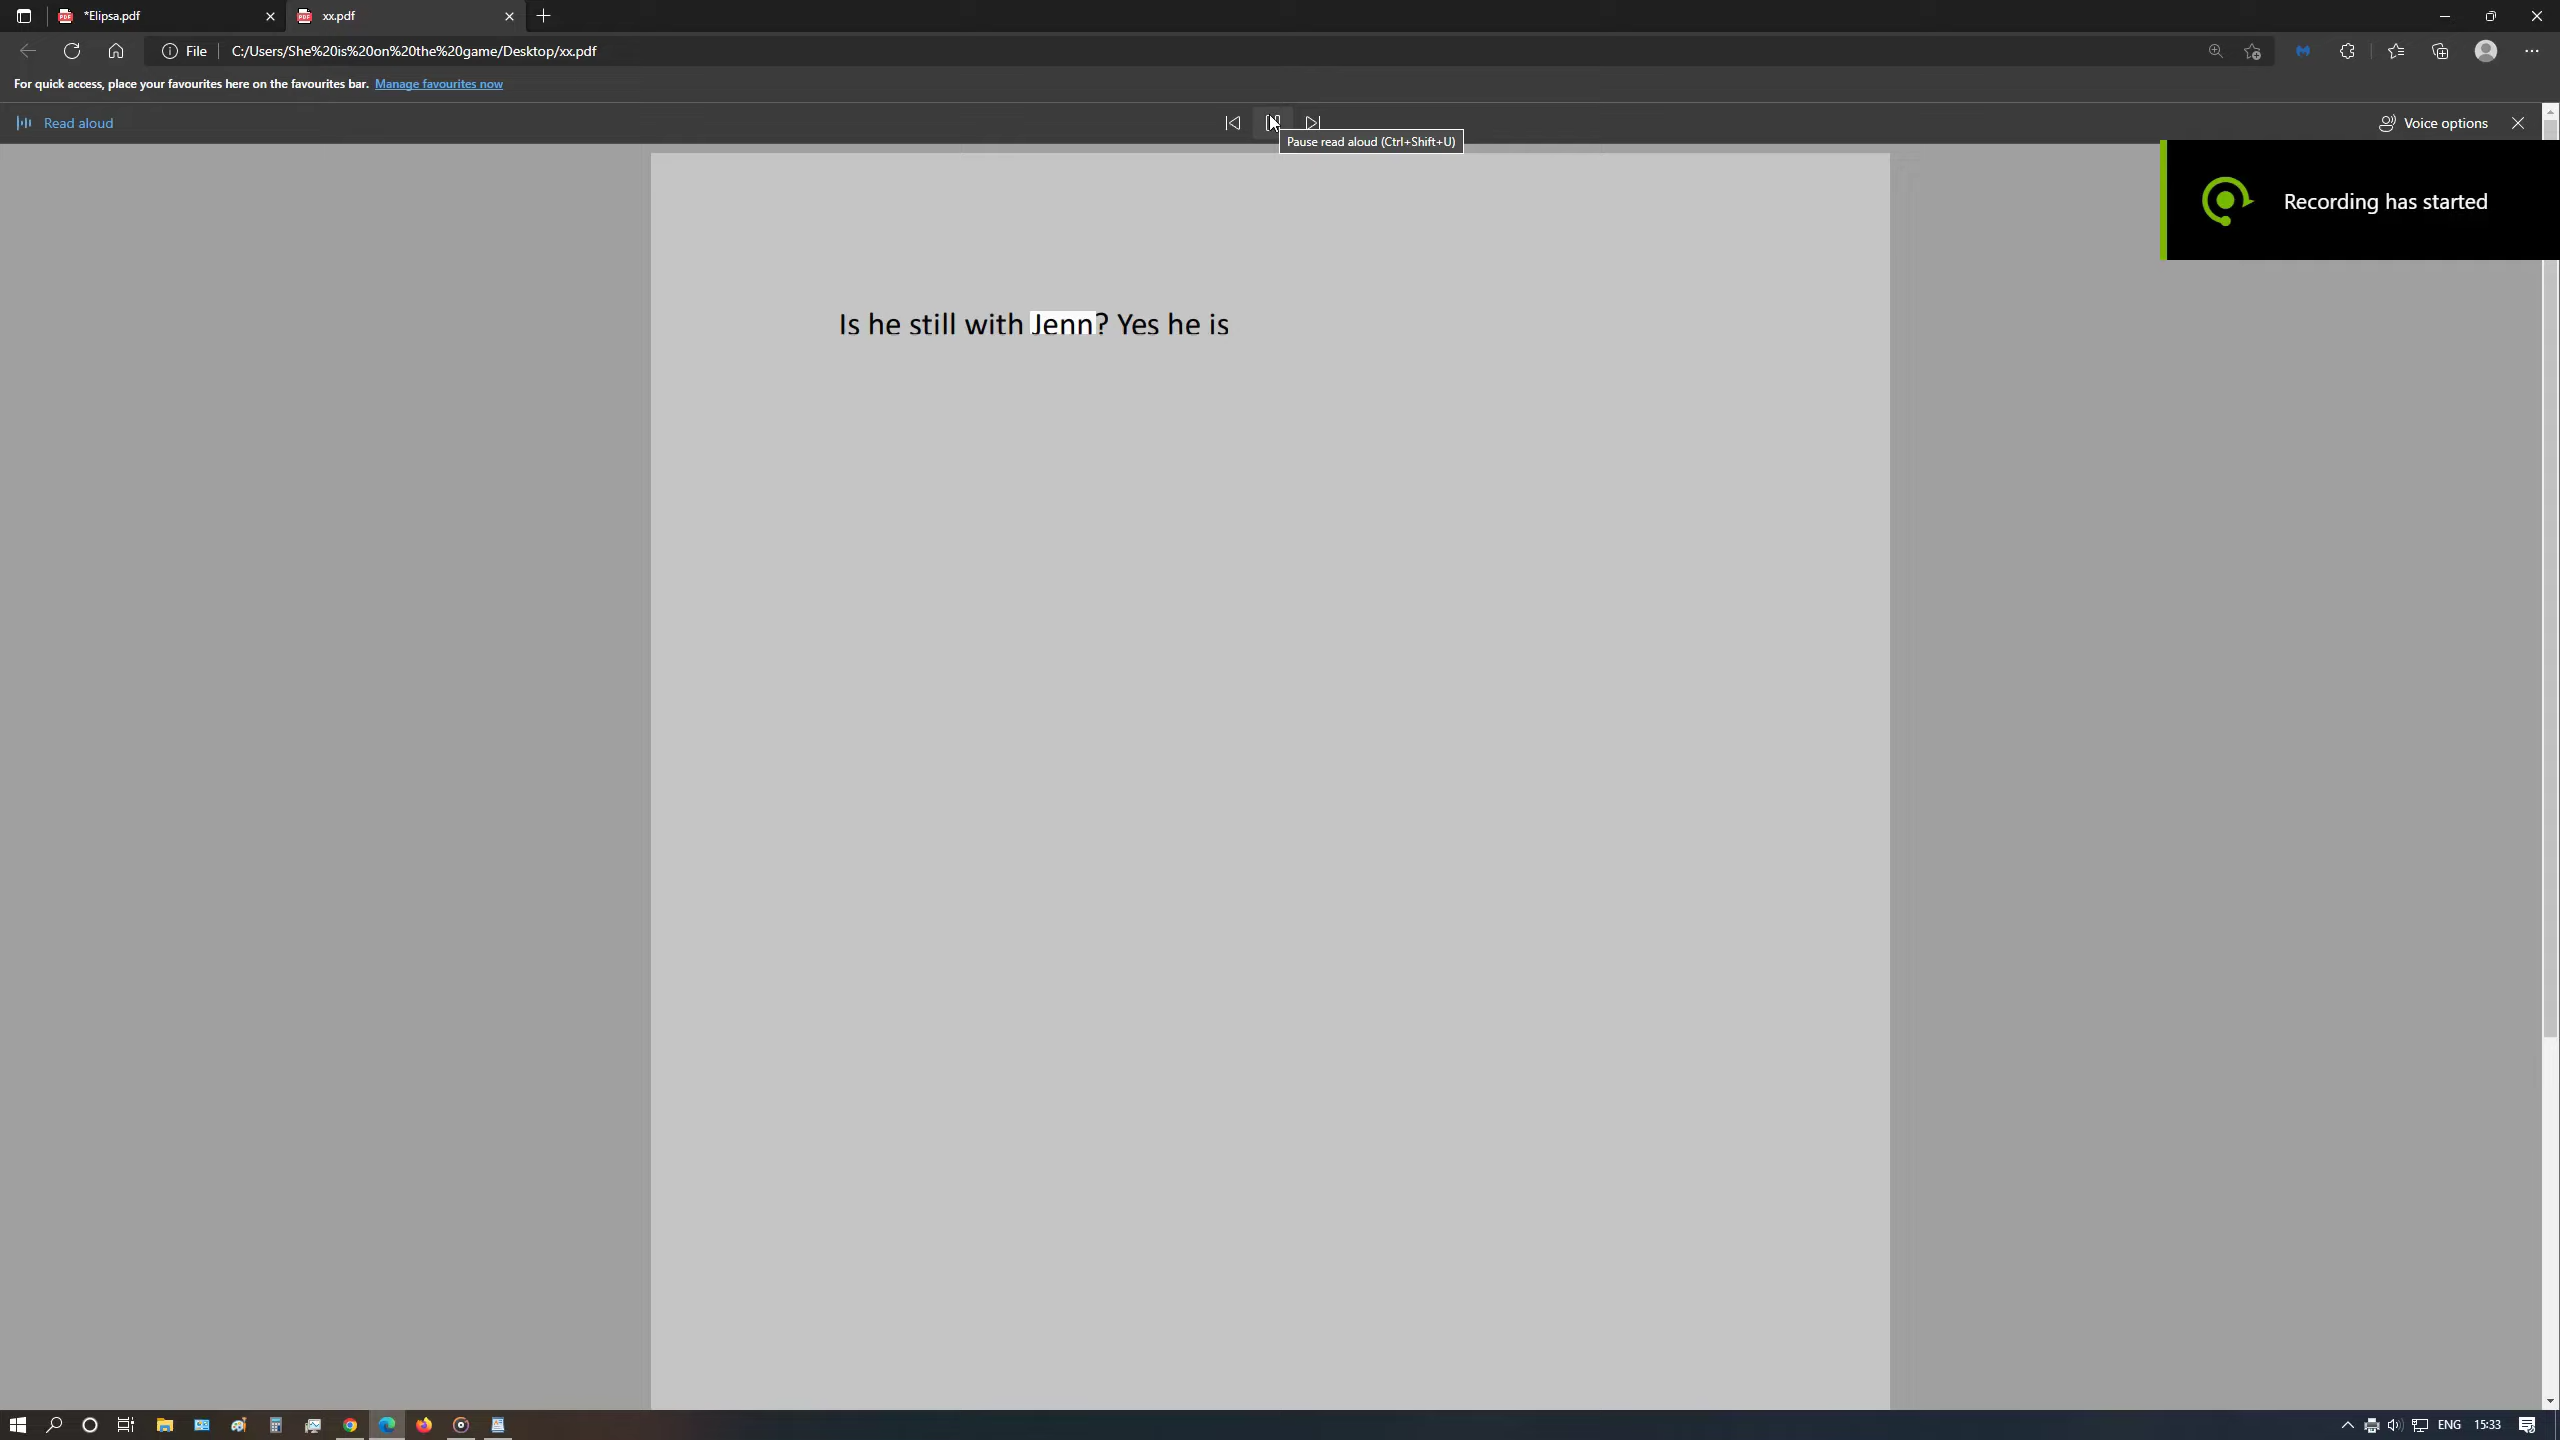 *Elipsa.pdf
xx.pdf
File
C:/Users/She%20is%20on%20the%20game/Desktop/xx.pdf
For quick access, place your favourites here on the favourites bar. Manage favourites now
Read aloud
Voice options
Pause read aloud (Ctrl+Shift+U)
Recording has started
Is he still with Jenn? Yes he is
ENG
15:33